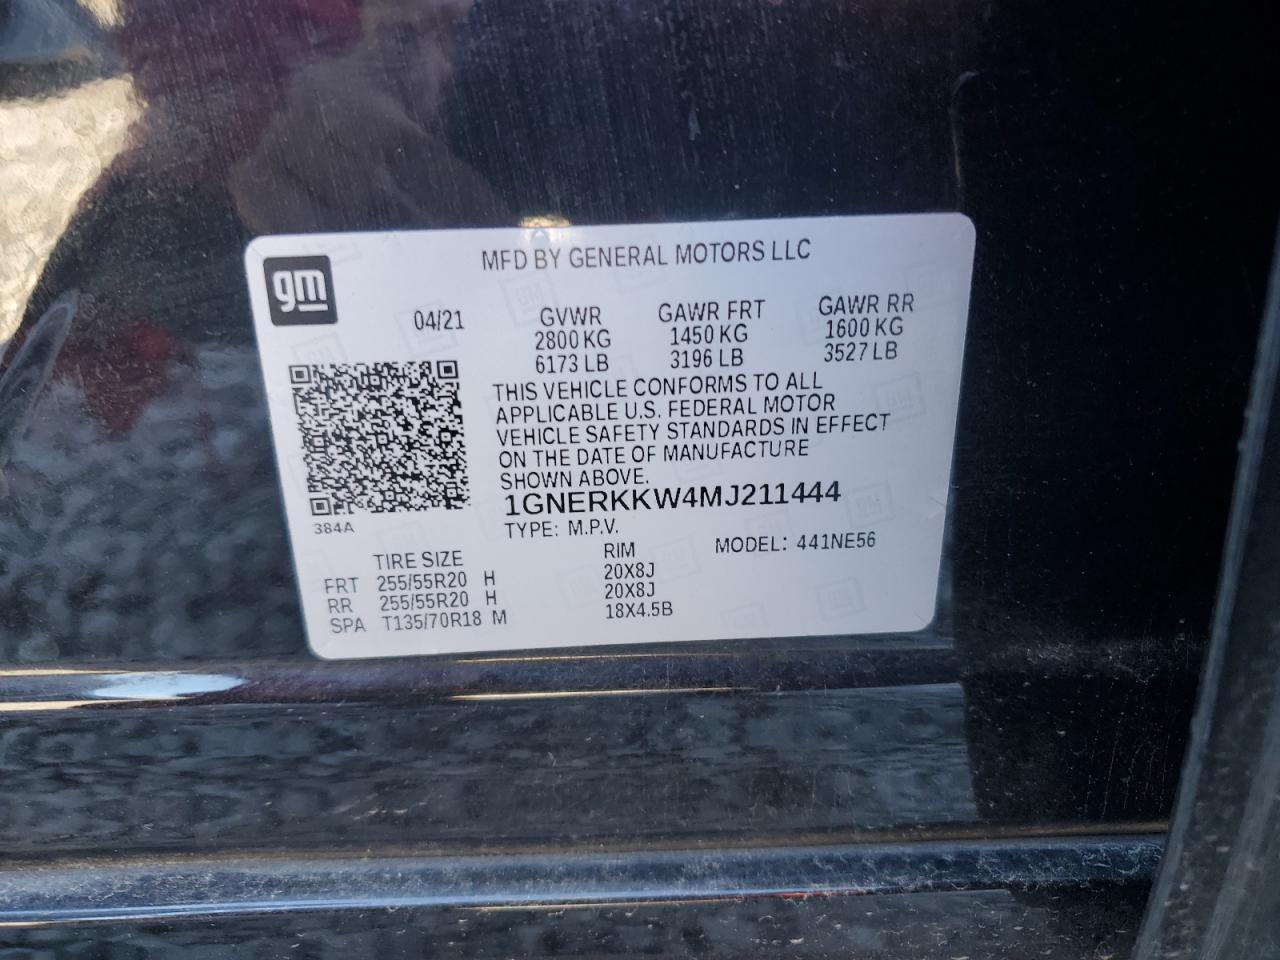 gm
MFD BY GENERAL MOTORS LLC
04/21
GVWR GAWR FRT GAWR RR
2800 KG 1450 KG 1600 KG
6173 LB 3196 LB 3527 LB
THIS VEHICLE CONFORMS TO ALL
APPLICABLE U.S. FEDERAL MOTOR
VEHICLE SAFETY STANDARDS IN EFFECT
ON THE DATE OF MANUFACTURE
SHOWN ABOVE.
1GNERKKW4MJ211444
384A
TYPE: M.P.V.
TIRE SIZE RIM MODEL: 441NE56
FRT 255/55R20 H 20X8J
RR 255/55R20 H 20X8J
SPA T135/70R18 M 18X4.5B